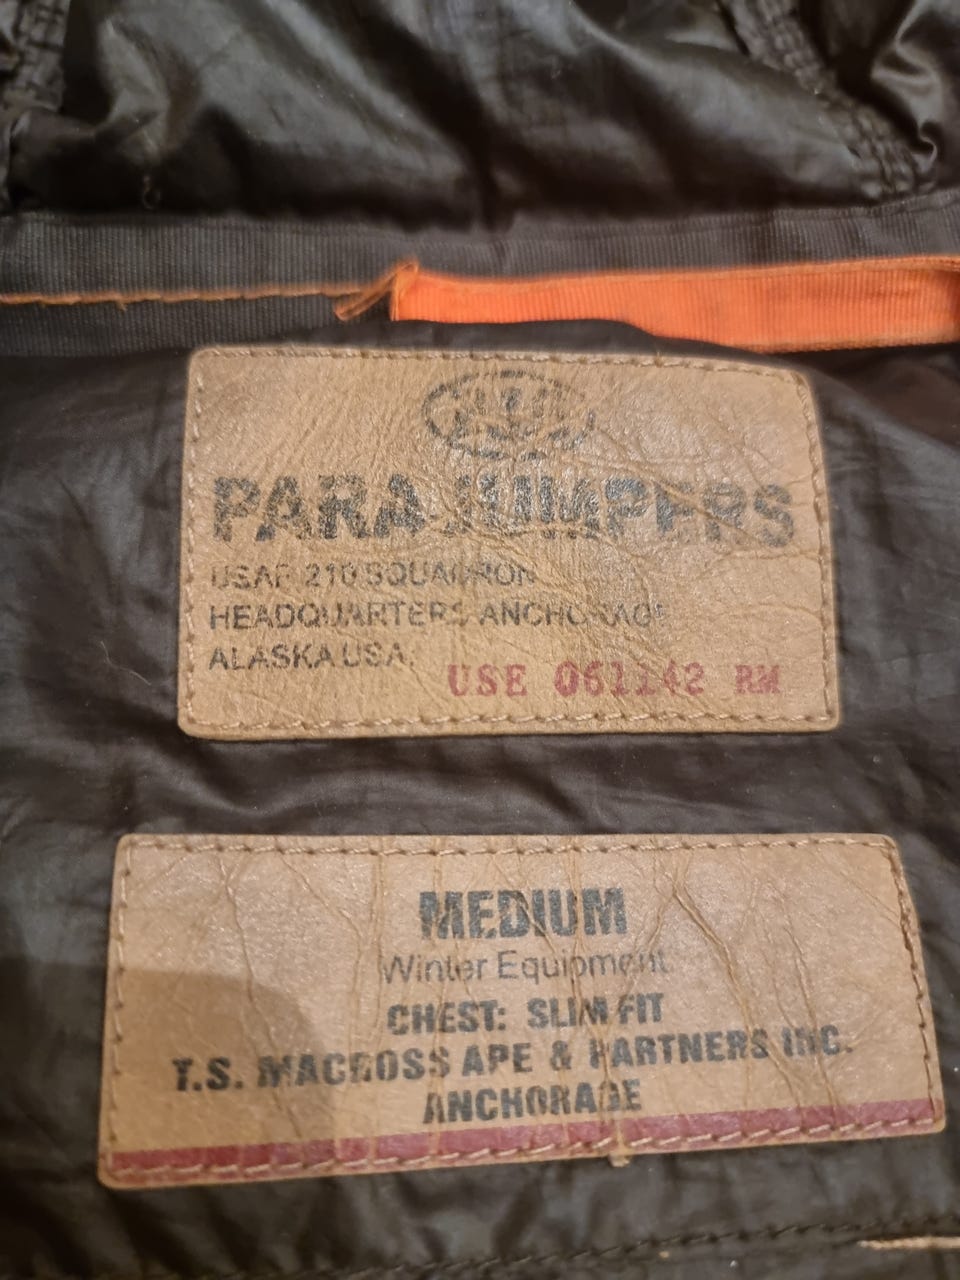 PARAJUMPERS
USAF 210 SQUADRON
HEADQUARTERS ANCHORAGE
ALASKA USA.
USE 061142 RM
MEDIUM
Winter Equipment
CHEST: SLIM FIT
T.S. MACROSS APE & PARTNERS INC.
ANCHORAGE